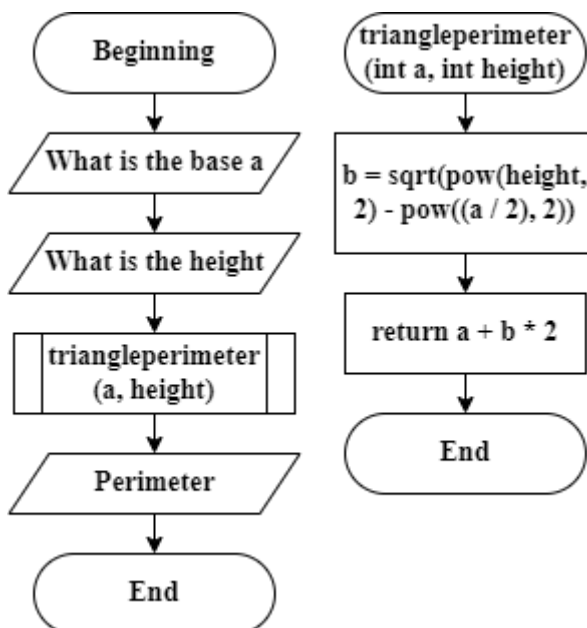 Beginning
What is the base a
What is the height
triangleperimeter
(a, height)
Perimeter
End
triangleperimeter
(int a, int height)
b = sqrt(pow(height,
2) - pow((a / 2), 2))
return a + b * 2
End